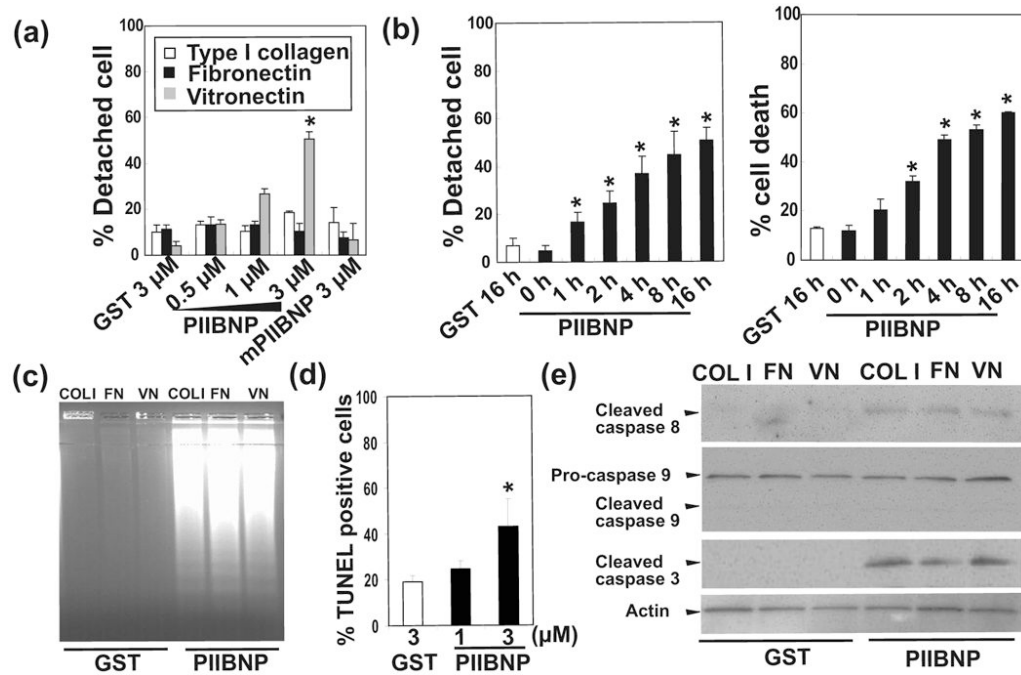 (a)
% Detached cell
100
80
60
40
20
0
Type I collagen
Fibronectin
Vitronectin
*
GST 3 µM
0.5 µM
1 µM
3 µM
mPIIBNP 3 µM
PIIBNP
(b)
% Detached cell
100
80
60
40
20
0
* * * * *
GST 16 h
0 h
1 h
2 h
4 h
8 h
16 h
PIIBNP
% cell death
100
80
60
40
20
0
* * * *
GST 16 h
0 h
1 h
2 h
4 h
8 h
16 h
PIIBNP
(c)
COLI FN VN COLI FN VN
GST PIIBNP
(d)
% TUNEL positive cells
100
80
60
40
20
0
*
3 1 3 (µM)
GST PIIBNP
(e)
COL I FN VN COL I FN VN
Cleaved
caspase 8
Pro-caspase 9
Cleaved
caspase 9
Cleaved
caspase 3
Actin
GST PIIBNP